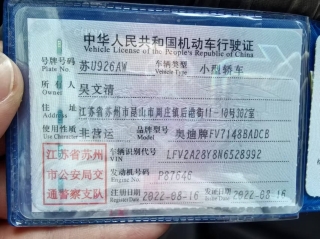 中华人民共和国机动车行驶证
Vehicle License of the People's Republic of China
号牌号码 苏U926AW 车辆类型 小型轿车
Plate No. Vehicle Type
所有人 吴文清
Owner
住址 江苏省苏州市昆山市周庄镇后港街11-10号302室
Address
使用性质 非营运 品牌型号 奥迪牌FV7148BADCB
Use Character Model
江苏省苏州 车辆识别代号 LFV2A28Y8N6528992
VIN
市公安局交 发动机号码 P87646
Engine No.
通警察支队 注册日期 2022-08-16 发证日期 2022-08-16
Register Date Issue Date